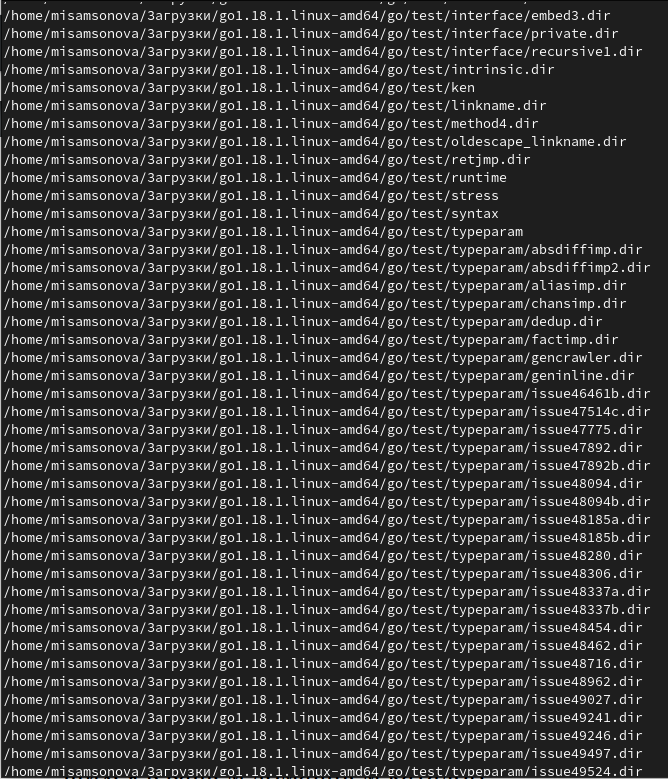 /home/misamsonova/Загрузки/go1.18.1.linux-amd64/go/test/interface/embed3.dir
/home/misamsonova/Загрузки/go1.18.1.linux-amd64/go/test/interface/private.dir
/home/misamsonova/Загрузки/go1.18.1.linux-amd64/go/test/interface/recursive1.dir
/home/misamsonova/Загрузки/go1.18.1.linux-amd64/go/test/intrinsic.dir
/home/misamsonova/Загрузки/go1.18.1.linux-amd64/go/test/ken
/home/misamsonova/Загрузки/go1.18.1.linux-amd64/go/test/linkname.dir
/home/misamsonova/Загрузки/go1.18.1.linux-amd64/go/test/method4.dir
/home/misamsonova/Загрузки/go1.18.1.linux-amd64/go/test/oldescape_linkname.dir
/home/misamsonova/Загрузки/go1.18.1.linux-amd64/go/test/retjmp.dir
/home/misamsonova/Загрузки/go1.18.1.linux-amd64/go/test/runtime
/home/misamsonova/Загрузки/go1.18.1.linux-amd64/go/test/stress
/home/misamsonova/Загрузки/go1.18.1.linux-amd64/go/test/syntax
/home/misamsonova/Загрузки/go1.18.1.linux-amd64/go/test/typeparam
/home/misamsonova/Загрузки/go1.18.1.linux-amd64/go/test/typeparam/absdiffimp.dir
/home/misamsonova/Загрузки/go1.18.1.linux-amd64/go/test/typeparam/absdiffimp2.dir
/home/misamsonova/Загрузки/go1.18.1.linux-amd64/go/test/typeparam/aliasimp.dir
/home/misamsonova/Загрузки/go1.18.1.linux-amd64/go/test/typeparam/chansimp.dir
/home/misamsonova/Загрузки/go1.18.1.linux-amd64/go/test/typeparam/dedup.dir
/home/misamsonova/Загрузки/go1.18.1.linux-amd64/go/test/typeparam/factimp.dir
/home/misamsonova/Загрузки/go1.18.1.linux-amd64/go/test/typeparam/gencrawler.dir
/home/misamsonova/Загрузки/go1.18.1.linux-amd64/go/test/typeparam/geninline.dir
/home/misamsonova/Загрузки/go1.18.1.linux-amd64/go/test/typeparam/issue46461b.dir
/home/misamsonova/Загрузки/go1.18.1.linux-amd64/go/test/typeparam/issue47514c.dir
/home/misamsonova/Загрузки/go1.18.1.linux-amd64/go/test/typeparam/issue47775.dir
/home/misamsonova/Загрузки/go1.18.1.linux-amd64/go/test/typeparam/issue47892.dir
/home/misamsonova/Загрузки/go1.18.1.linux-amd64/go/test/typeparam/issue47892b.dir
/home/misamsonova/Загрузки/go1.18.1.linux-amd64/go/test/typeparam/issue48094.dir
/home/misamsonova/Загрузки/go1.18.1.linux-amd64/go/test/typeparam/issue48094b.dir
/home/misamsonova/Загрузки/go1.18.1.linux-amd64/go/test/typeparam/issue48185a.dir
/home/misamsonova/Загрузки/go1.18.1.linux-amd64/go/test/typeparam/issue48185b.dir
/home/misamsonova/Загрузки/go1.18.1.linux-amd64/go/test/typeparam/issue48280.dir
/home/misamsonova/Загрузки/go1.18.1.linux-amd64/go/test/typeparam/issue48306.dir
/home/misamsonova/Загрузки/go1.18.1.linux-amd64/go/test/typeparam/issue48337a.dir
/home/misamsonova/Загрузки/go1.18.1.linux-amd64/go/test/typeparam/issue48337b.dir
/home/misamsonova/Загрузки/go1.18.1.linux-amd64/go/test/typeparam/issue48454.dir
/home/misamsonova/Загрузки/go1.18.1.linux-amd64/go/test/typeparam/issue48462.dir
/home/misamsonova/Загрузки/go1.18.1.linux-amd64/go/test/typeparam/issue48716.dir
/home/misamsonova/Загрузки/go1.18.1.linux-amd64/go/test/typeparam/issue48962.dir
/home/misamsonova/Загрузки/go1.18.1.linux-amd64/go/test/typeparam/issue49027.dir
/home/misamsonova/Загрузки/go1.18.1.linux-amd64/go/test/typeparam/issue49241.dir
/home/misamsonova/Загрузки/go1.18.1.linux-amd64/go/test/typeparam/issue49246.dir
/home/misamsonova/Загрузки/go1.18.1.linux-amd64/go/test/typeparam/issue49497.dir
/home/misamsonova/Загрузки/go1.18.1.linux-amd64/go/test/typeparam/issue49524.dir